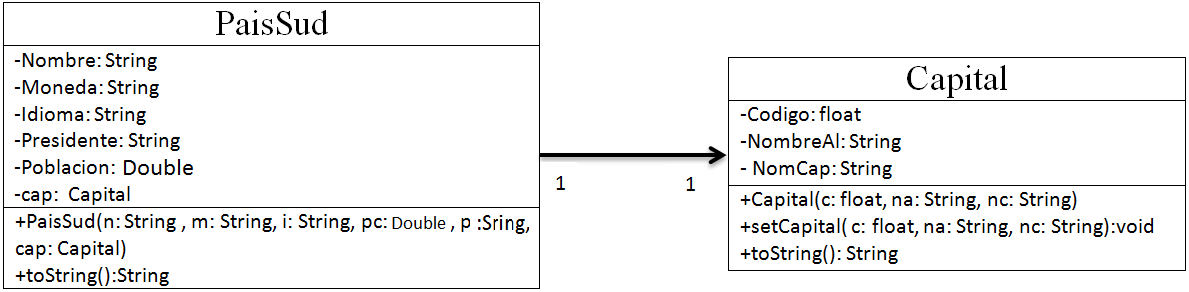 PaisSud
-Nombre: String
-Moneda: String
-Idioma: String
-Presidente: String
-Poblacion: Double
-cap: Capital
+PaisSud(n: String , m: String, i: String, pc: Double , p :Sring,
cap: Capital)
+toString():String
1
1
Capital
-Codigo: float
-NombreAl: String
- NomCap: String
+Capital(c: float, na: String, nc: String)
+setCapital( c: float, na: String, nc: String):void
+toString(): String